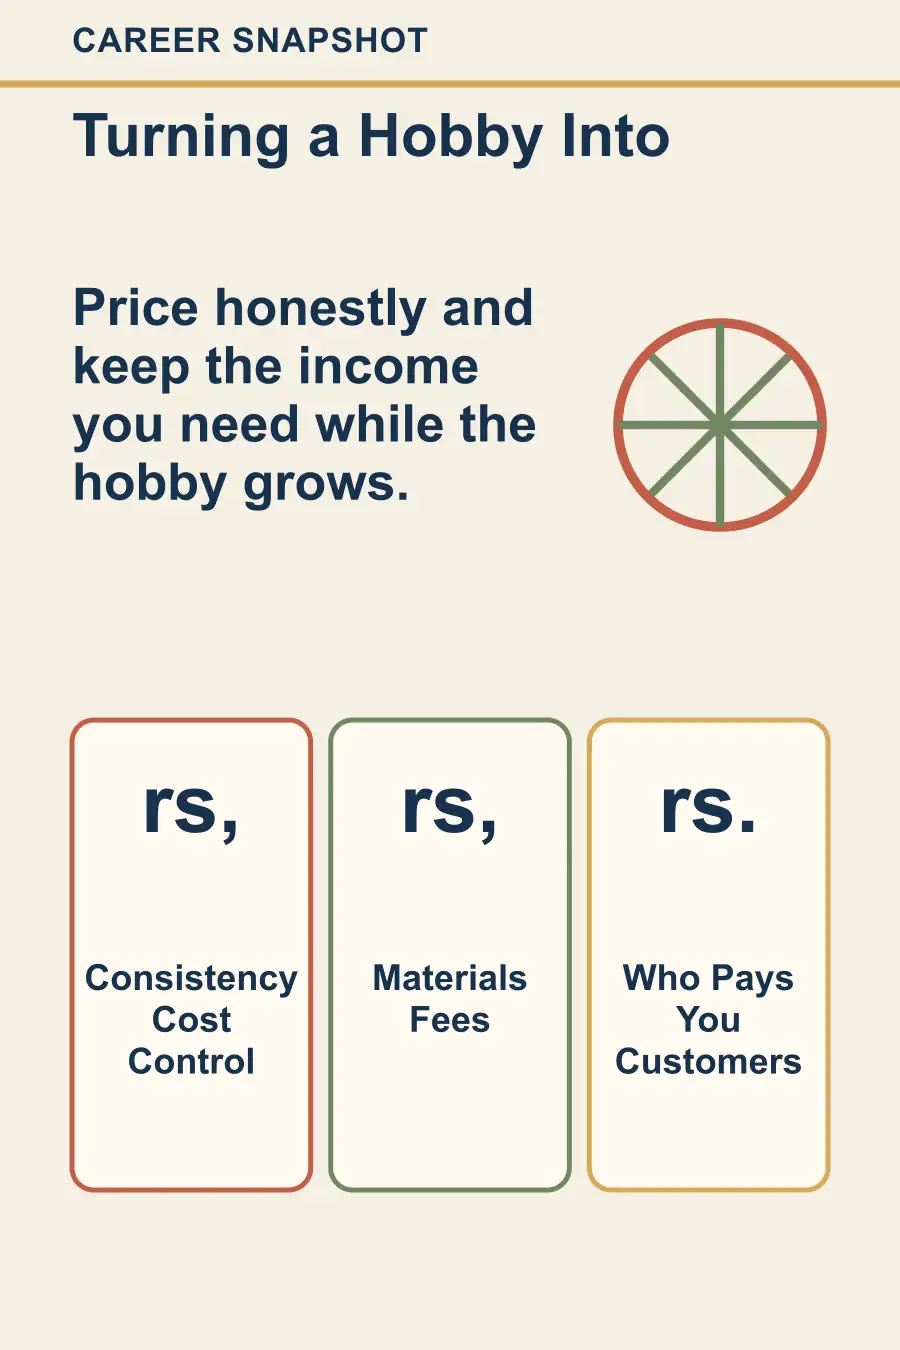 CAREER SNAPSHOT
Turning a Hobby Into
Price honestly and
keep the income
you need while the
hobby grows.
rs,
Consistency
Cost
Control
rs,
Materials
Fees
rs.
Who Pays
You
Customers